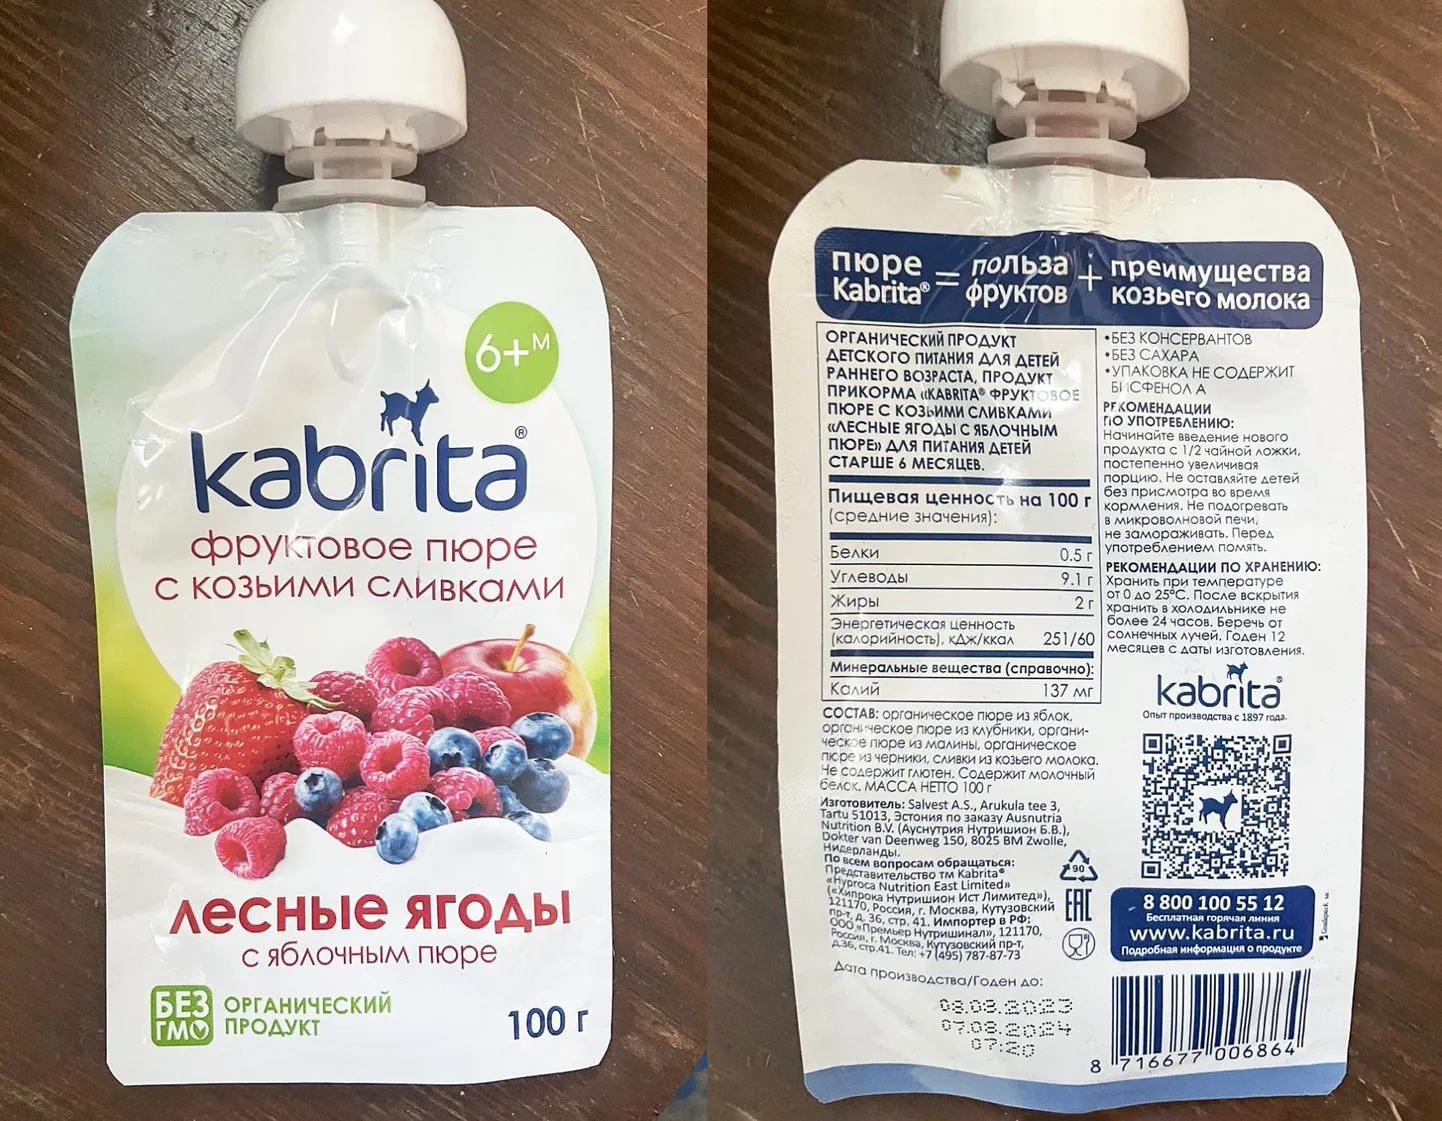 6+ М
kabrita®
фруктовое пюре
с козьими сливками
лесные ягоды
с яблочным пюре
БЕЗ
ГМО
ОРГАНИЧЕСКИЙ
ПРОДУКТ
100 г
пюре
Kabrita®
=
польза
фруктов
+
преимущества
козьего молока
ОРГАНИЧЕСКИЙ ПРОДУКТ
ДЕТСКОГО ПИТАНИЯ ДЛЯ ДЕТЕЙ
РАННЕГО ВОЗРАСТА, ПРОДУКТ
ПРИКОРМА «KABRITA® ФРУКТОВОЕ
ПЮРЕ С КОЗЬИМИ СЛИВКАМИ
«ЛЕСНЫЕ ЯГОДЫ С ЯБЛОЧНЫМ
ПЮРЕ» ДЛЯ ПИТАНИЯ ДЕТЕЙ
СТАРШЕ 6 МЕСЯЦЕВ.
Пищевая ценность на 100 г
(средние значения):
Белки 0.5 г
Углеводы 9.1 г
Жиры 2 г
Энергетическая ценность
(калорийность), кДж/ккал 251/60
Минеральные вещества (справочно):
Калий 137 мг
СОСТАВ: органическое пюре из яблок,
органическое пюре из клубники, органи-
ческое пюре из малины, органическое
пюре из черники, сливки из козьего молока.
Не содержит глютен. Содержит молочный
белок. МАССА НЕТТО 100 г
Изготовитель: Salvest A.S., Arukula tee 3,
Tartu 51013, Эстония по заказу Ausnutria
Nutrition B.V. (Ауснутрия Нутришион Б.В.),
Dokter van Deenweg 150, 8025 BM Zwolle,
Нидерланды.
По всем вопросам обращаться:
Представительство тм Kabrita®
«Hyproca Nutrition East Limited»
(«Хипрока Нутришион Ист Лимитед»),
121170, Россия, г. Москва, Кутузовский
пр-т, д. 36, стр. 41. Импортер в РФ:
ООО „Премьер Нутришинал», 121170,
Россия, г. Москва, Кутузовский пр-т,
д.36, стр.41. Тел: +7 (495) 787-87-73
Дата производства/Годен до:
08.08.2023
07.08.2024
07:20
•БЕЗ КОНСЕРВАНТОВ
•БЕЗ САХАРА
•УПАКОВКА НЕ СОДЕРЖИТ
БИСФЕНОЛ А
РЕКОМЕНДАЦИИ
ПО УПОТРЕБЛЕНИЮ:
Начинайте введение нового
продукта с 1/2 чайной ложки,
постепенно увеличивая
порцию. Не оставляйте детей
без присмотра во время
кормления. Не подогревать
в микроволновой печи,
не замораживать. Перед
употреблением помять.
РЕКОМЕНДАЦИИ ПО ХРАНЕНИЮ:
Хранить при температуре
от 0 до 25°С. После вскрытия
хранить в холодильнике не
более 24 часов. Беречь от
солнечных лучей. Годен 12
месяцев с даты изготовления.
kabrita®
Опыт производства с 1897 года.
90
EAC
8 800 100 55 12
Бесплатная горячая линия
www.kabrita.ru
Подробная информация о продукте
8 716677 006864